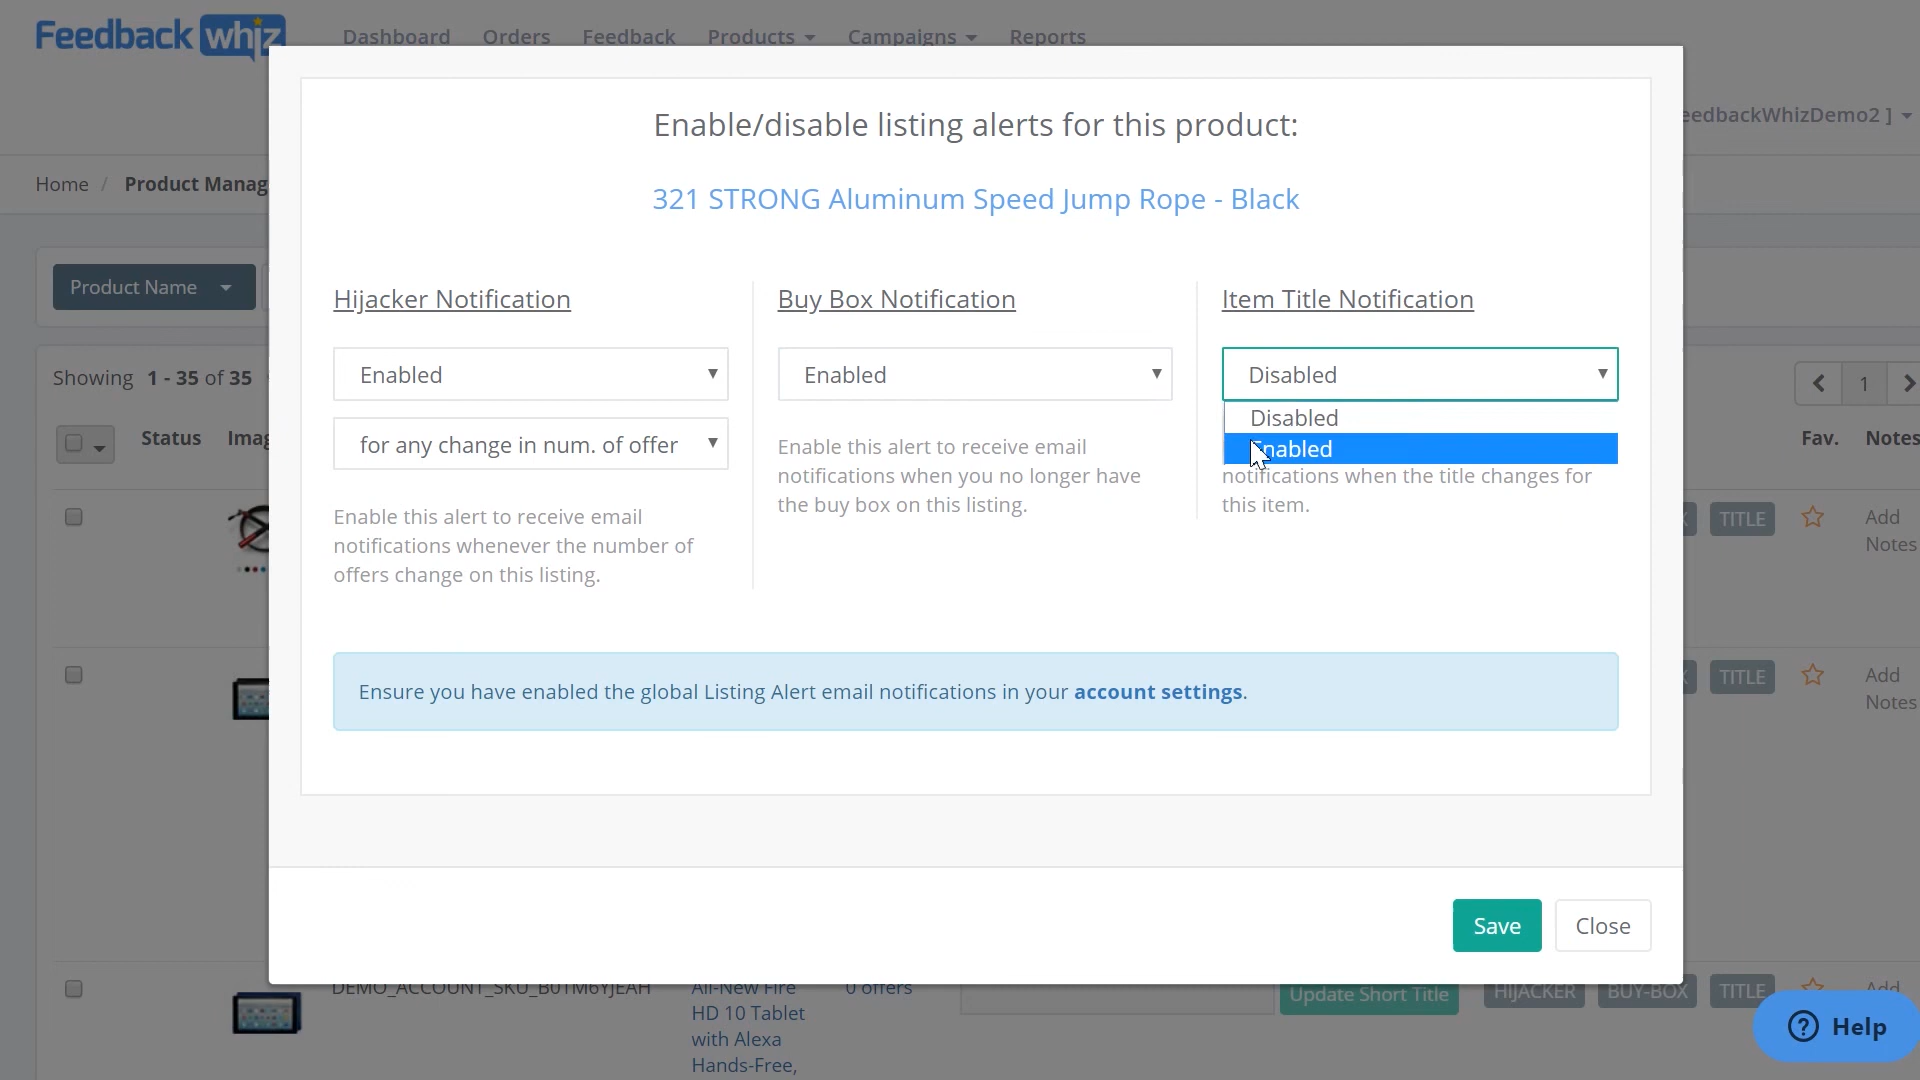 Feedback whiz
Dashboard Orders Feedback Products Campaigns Reports
eedbackWhizDemo2 ]
Home / Product Manag
Product Name
Showing 1 - 35 of 35
1
Status Imag
Fav. Notes
Enable/disable listing alerts for this product:
321 STRONG Aluminum Speed Jump Rope - Black
Hijacker Notification
Enabled
for any change in num. of offer
Enable this alert to receive email
notifications whenever the number of
offers change on this listing.
Buy Box Notification
Enabled
Enable this alert to receive email
notifications when you no longer have
the buy box on this listing.
Item Title Notification
Disabled
Disabled
Enabled
notifications when the title changes for
this item.
X TITLE Add
Notes
X TITLE Add
Notes
Ensure you have enabled the global Listing Alert email notifications in your account settings.
Save Close
DEMO_ACCOUNT_SKU_B01M6YJEAH All-New Fire 0 offers Update Short Title HIJACKER BUY-BOX TITLE Add
HD 10 Tablet
with Alexa
Hands-Free,
Help